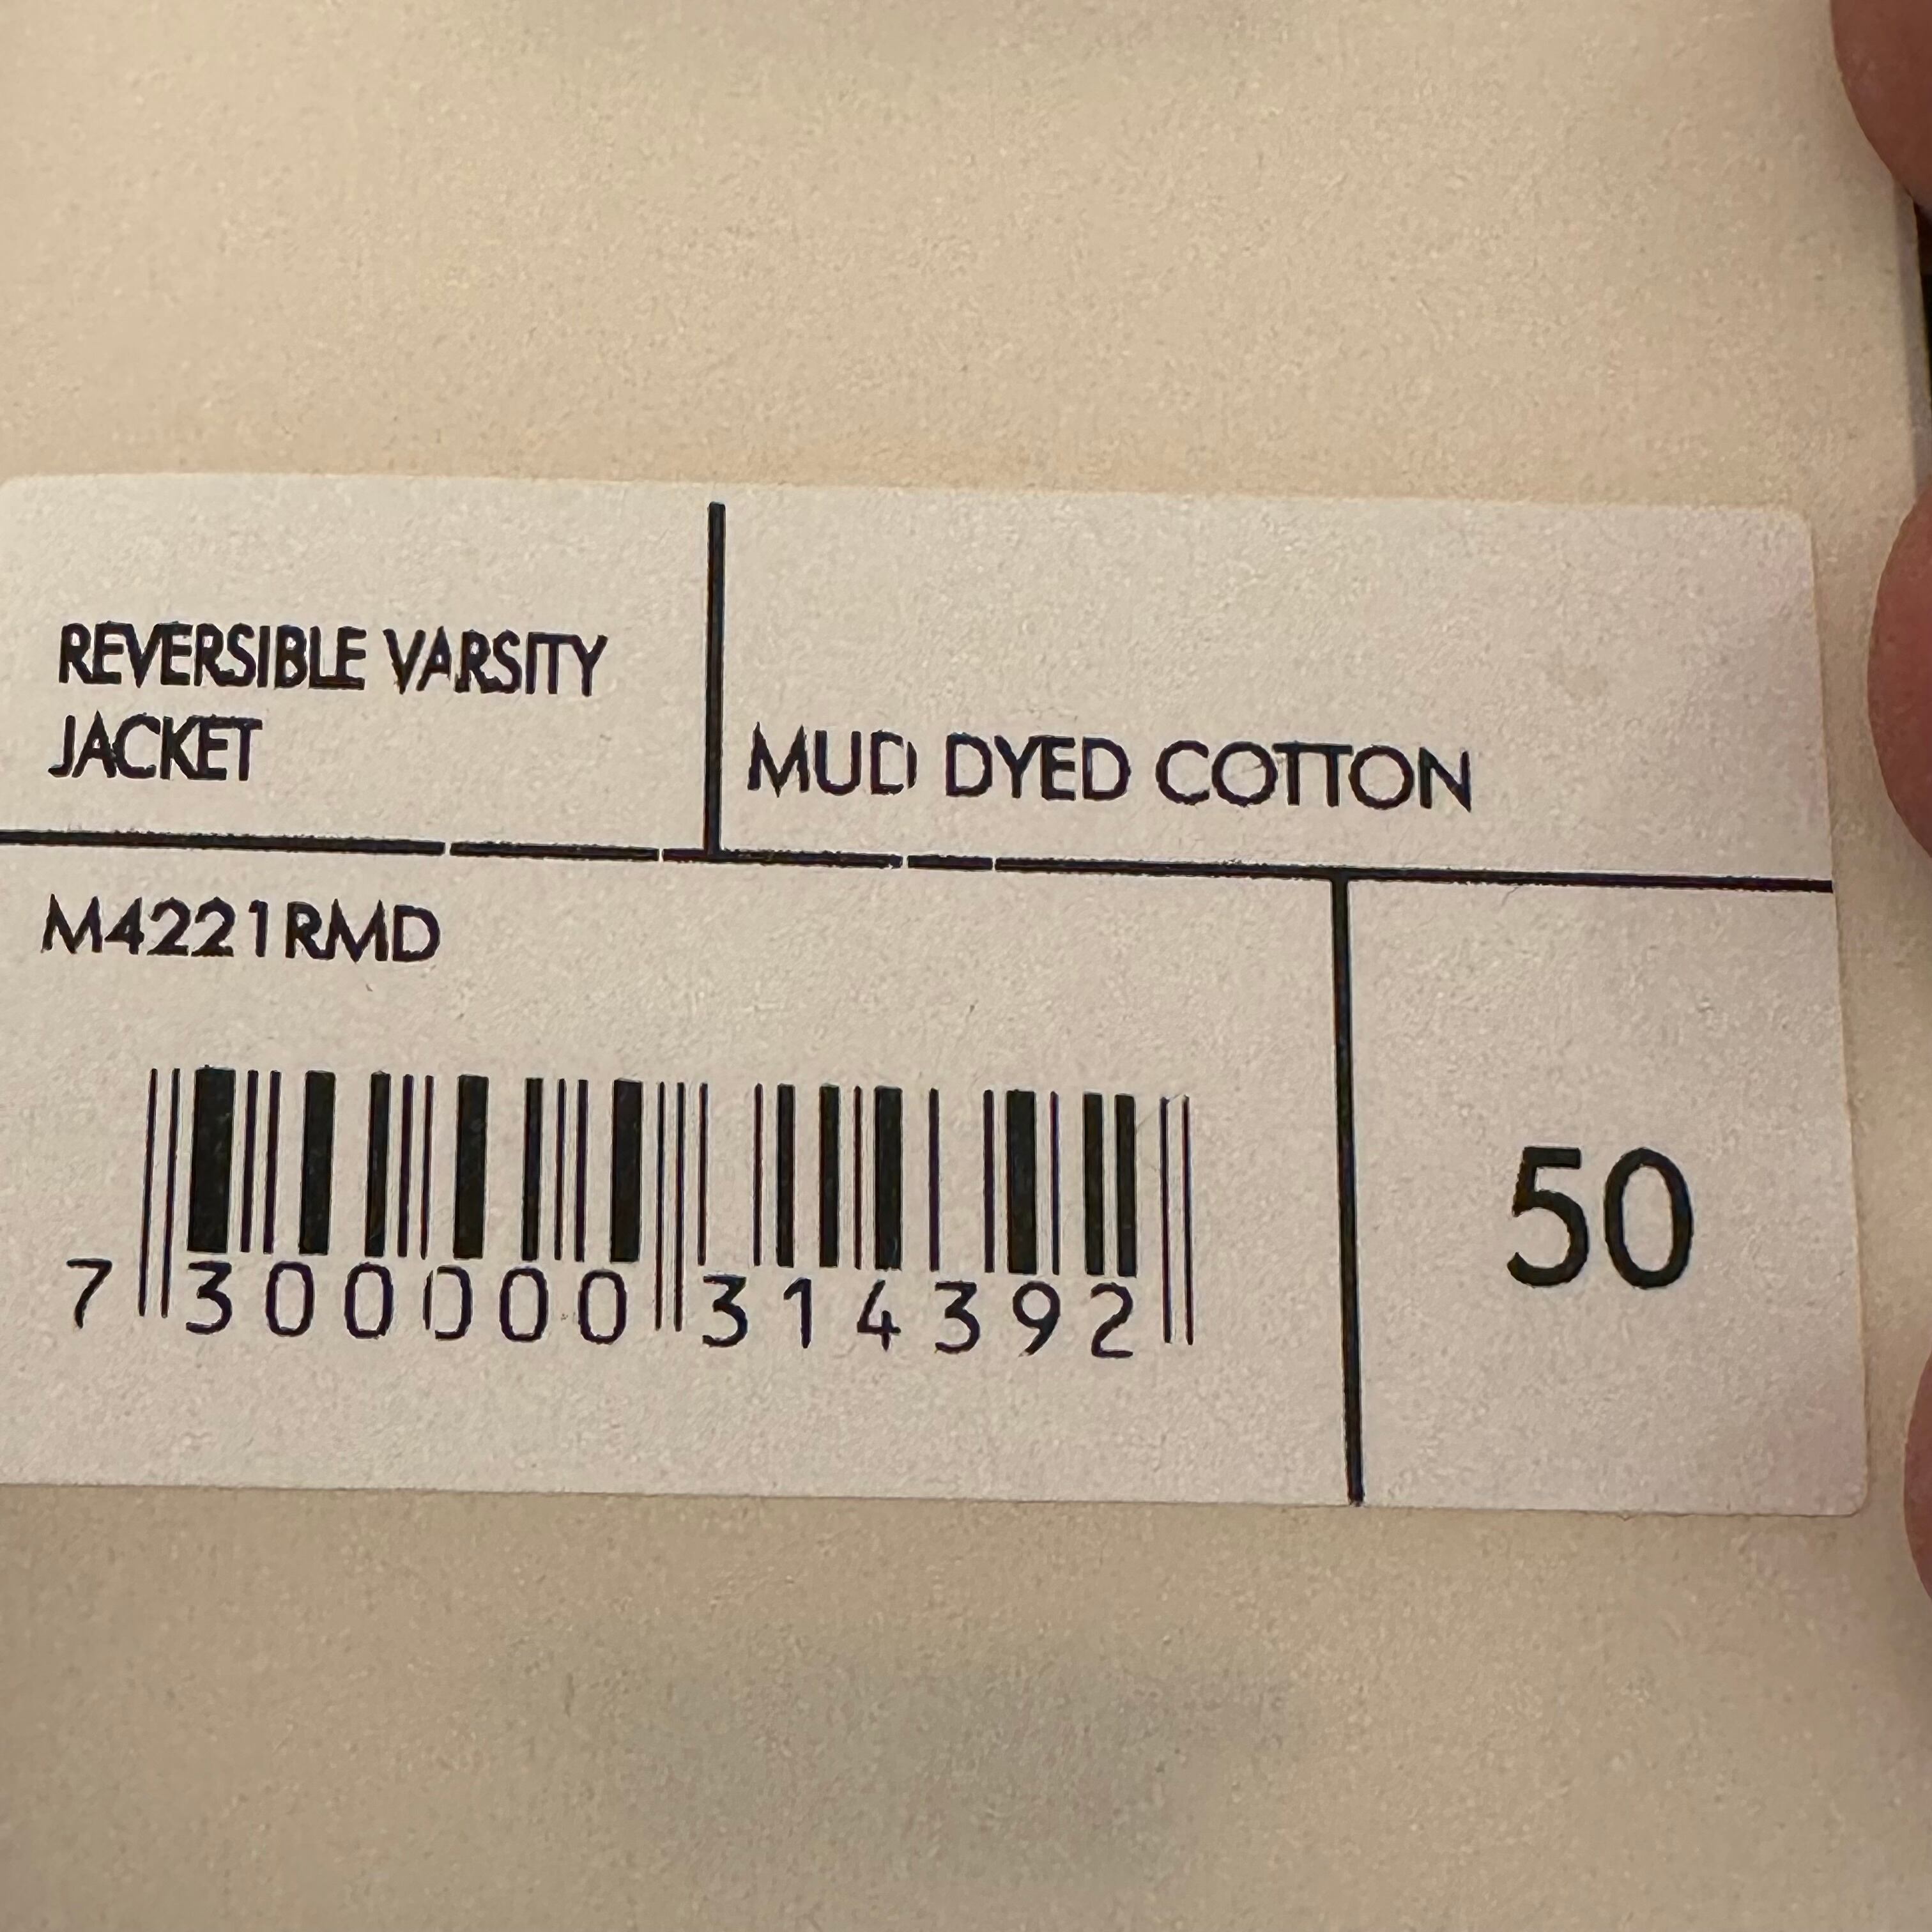 REVERSIBLE VARSITY
JACKET
MUD DYED COTTON
M4221RMD
7 300000 314392
50